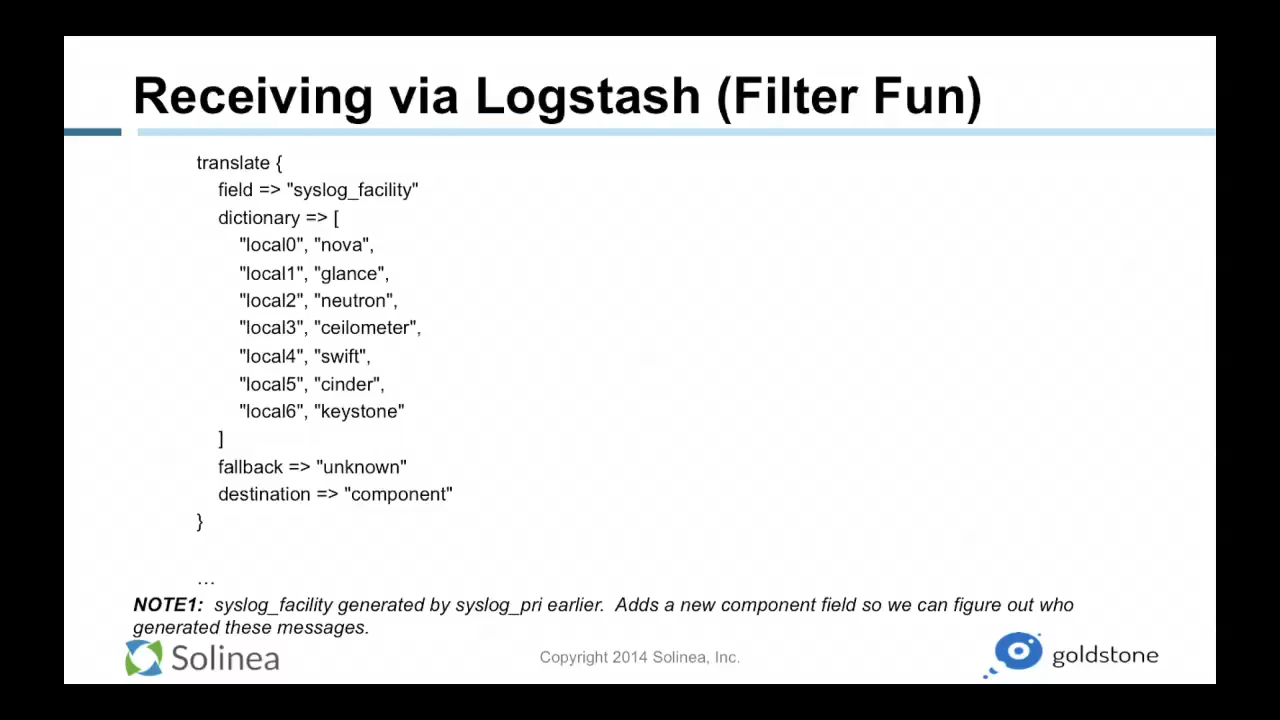 Receiving via Logstash (Filter Fun)
translate {
field => "syslog_facility"
dictionary => [
"local0", "nova",
"local1", "glance",
"local2", "neutron",
"local3", "ceilometer",
"local4", "swift",
"local5", "cinder",
"local6", "keystone"
]
fallback => "unknown"
destination => "component"
}
…
NOTE1: syslog_facility generated by syslog_pri earlier. Adds a new component field so we can figure out who
generated these messages.
Solinea
Copyright 2014 Solinea, Inc.
goldstone